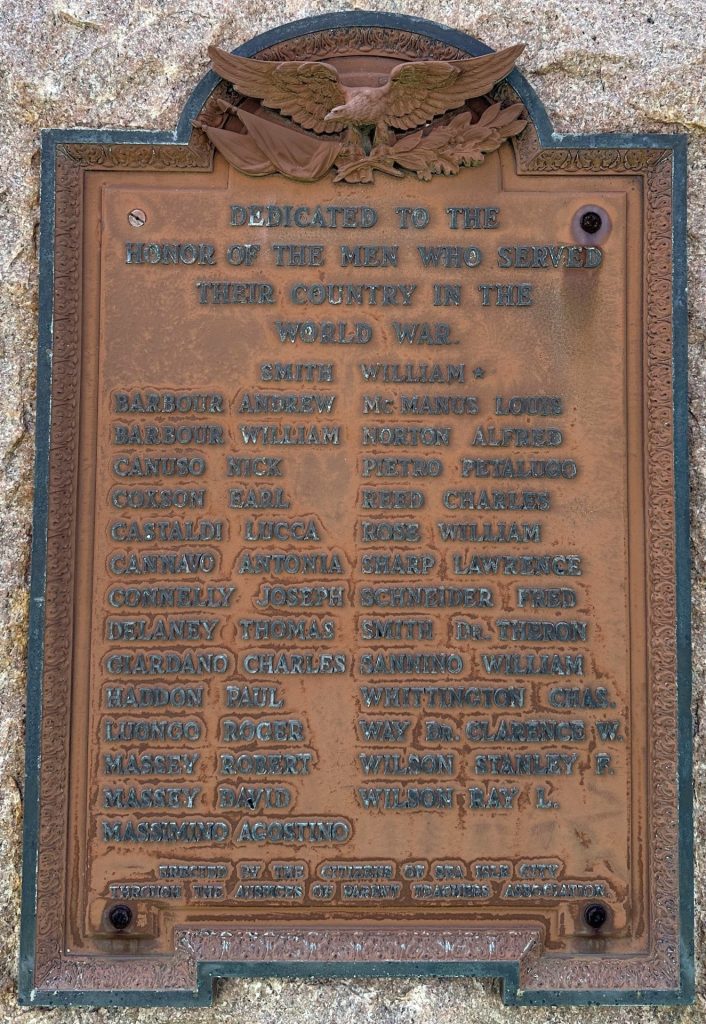 DEDICATED TO THE
HONOR OF THE MEN WHO SERVED
THEIR COUNTRY IN THE
WORLD WAR.
SMITH WILLIAM *
BARBOUR ANDREW
BARBOUR WILLIAM
CANUSO NICK
COXSON EARL
CASTALDI LUCCA
CANNAVO ANTONIA
CONNELLY JOSEPH
DELANEY THOMAS
GIARDANO CHARLES
HADDON PAUL
LUONGO ROGER
MASSEY ROBERT
MASSEY DAVID
MASSIMINO AGOSTINO
McMANUS LOUIS
NORTON ALFRED
PIETRO PETALUGO
REED CHARLES
ROSE WILLIAM
SHARP LAWRENCE
SCHNEIDER FRED
SMITH DR. THERON
SANNINO WILLIAM
WHITTINGTON CHAS.
WAY DR. CLARENCE W.
WILSON STANLEY F.
WILSON RAY L.
ERECTED BY THE CITIZENS OF SEA ISLE CITY
THROUGH THE AUSPICES OF PARENT TEACHERS ASSOCIATION.